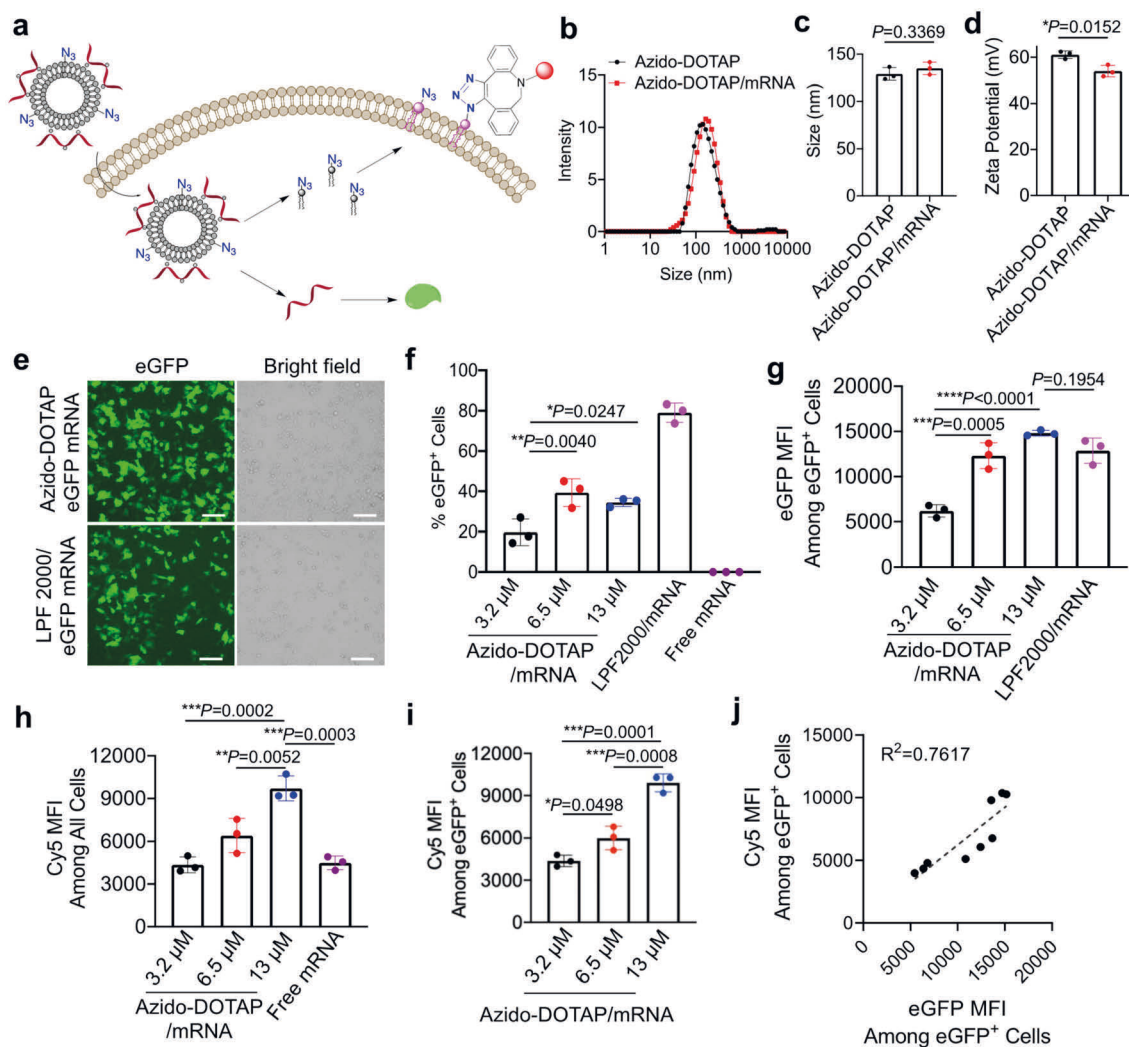 a
N3
N3
N3
N3
N3
N3
N3
N3
N3
N3
N
N
N
N
b
Azido-DOTAP
Azido-DOTAP/mRNA
Intensity
15
10
5
0
1
10
100
1000
10000
Size (nm)
c
P=0.3369
Size (nm)
150
100
50
0
Azido-DOTAP
Azido-DOTAP/mRNA
d
*P=0.0152
Zeta Potential (mV)
60
40
20
0
Azido-DOTAP
Azido-DOTAP/mRNA
e
eGFP
Bright field
Azido-DOTAP
eGFP mRNA
LPF 2000/
eGFP mRNA
f
% eGFP+ Cells
100
80
60
40
20
0
*P=0.0247
**P=0.0040
3.2 μM
6.5 μM
13 μM
LPF2000/mRNA
Free mRNA
Azido-DOTAP
/mRNA
g
eGFP MFI
Among eGFP+ Cells
20000
15000
10000
5000
0
P=0.1954
****P<0.0001
***P=0.0005
3.2 μM
6.5 μM
13 μM
LPF2000/mRNA
Azido-DOTAP
/mRNA
h
Cy5 MFI
Among All Cells
12000
9000
6000
3000
0
***P=0.0002
***P=0.0003
**P=0.0052
3.2 μM
6.5 μM
13 μM
Free mRNA
Azido-DOTAP
/mRNA
i
Cy5 MFI
Among eGFP+ Cells
12000
9000
6000
3000
0
***P=0.0001
***P=0.0008
*P=0.0498
3.2 μM
6.5 μM
13 μM
Azido-DOTAP/mRNA
j
R2=0.7617
Cy5 MFI
Among eGFP+ Cells
15000
10000
5000
0
0
5000
10000
15000
20000
eGFP MFI
Among eGFP+ Cells